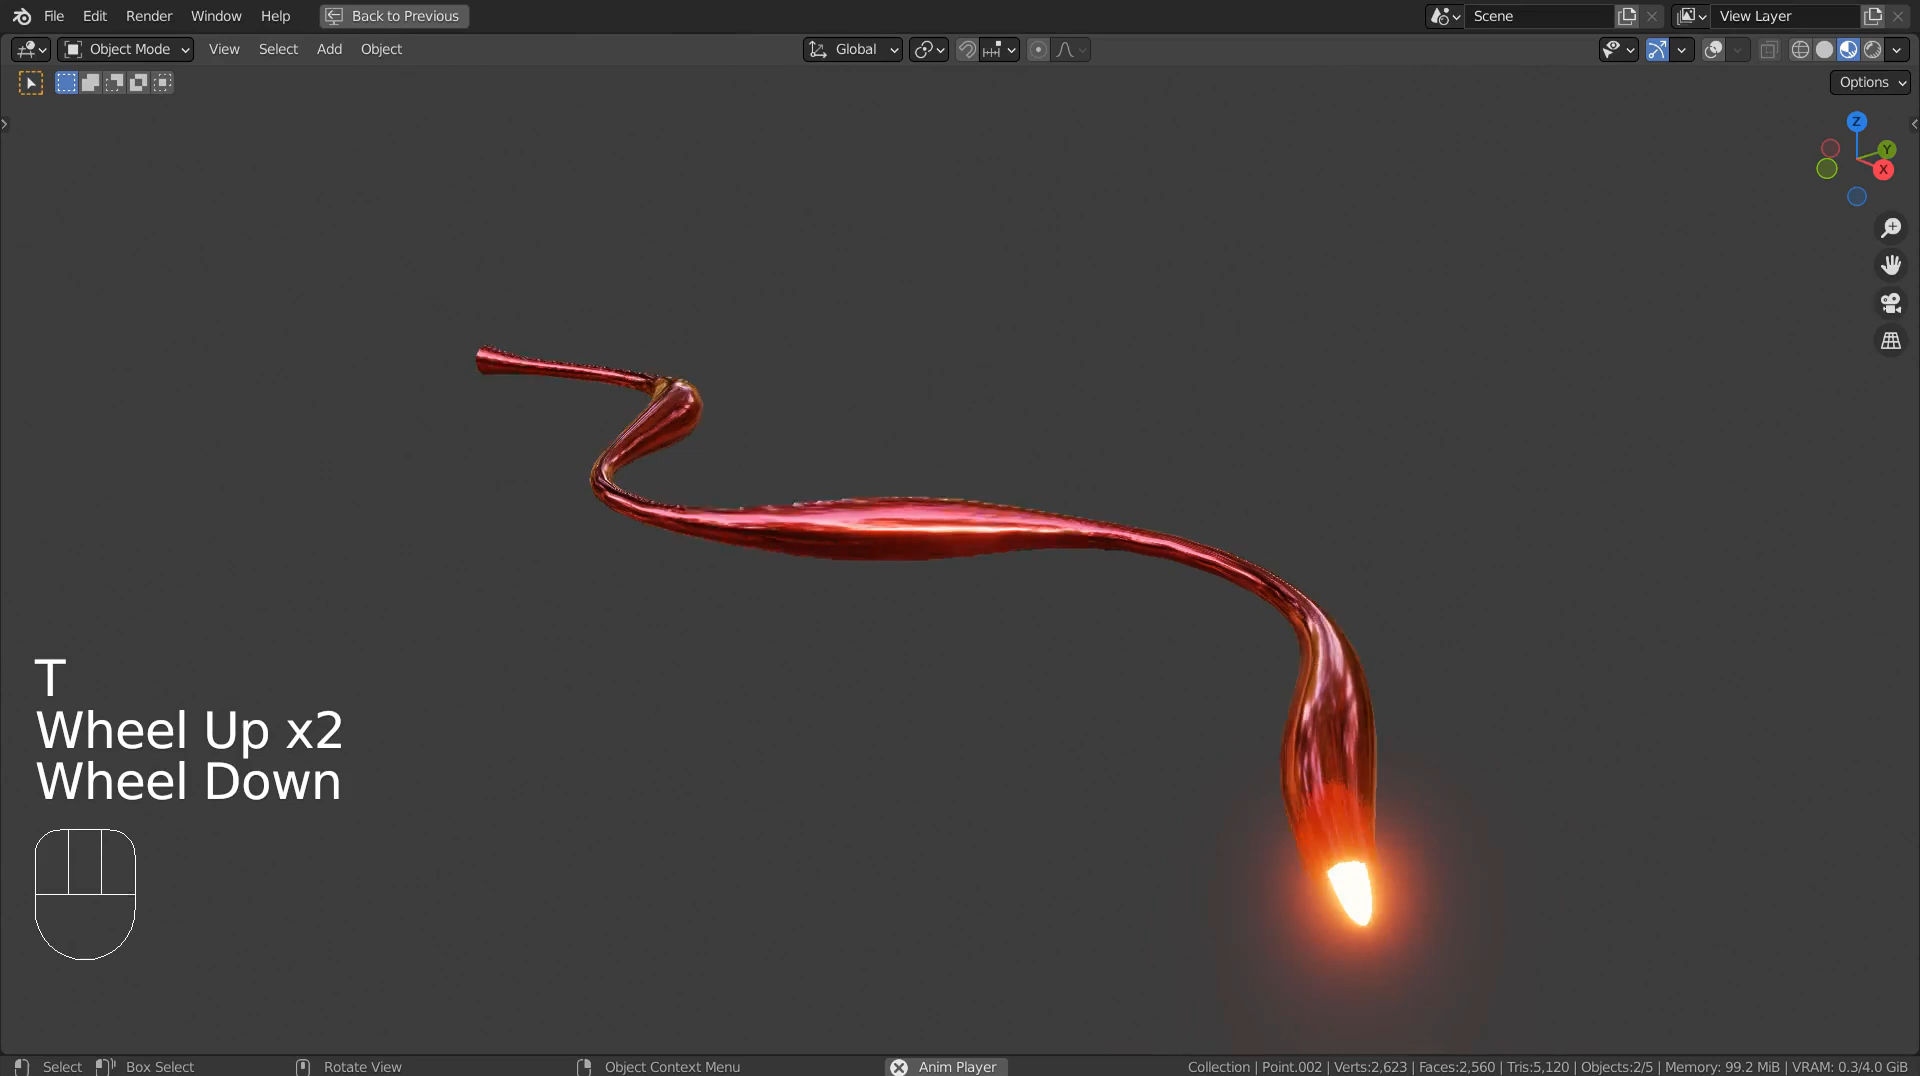 File Edit Render Window Help Back to Previous Scene View Layer
Object Mode View Select Add Object Global
Options
Z
Y
X
T
Wheel Up x2
Wheel Down
Select Box Select Rotate View Object Context Menu Anim Player Collection | Point.002 | Verts:2,623 | Faces:2,560 | Tris:5,120 | Objects:2/5 | Memory: 99.2 MiB | VRAM: 0.3/4.0 GiB